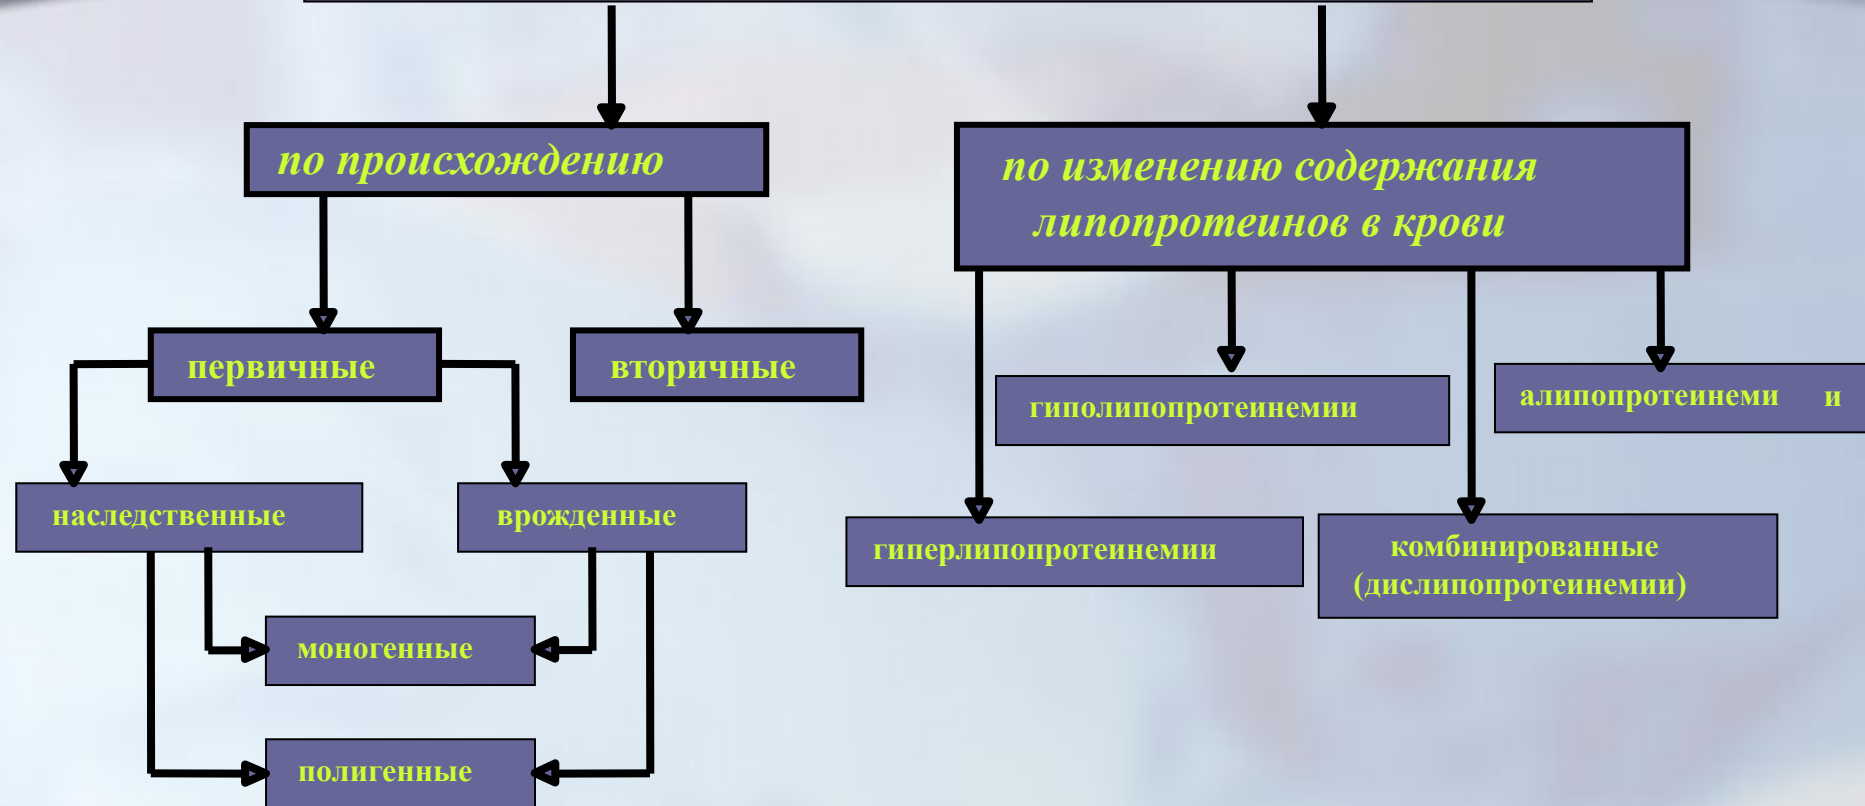 по происхождению
по изменению содержания
липопротеинов в крови
первичные
вторичные
гиполипопротеинемии
алипопротеинеми и
наследственные
врожденные
гиперлипопротеинемии
комбинированные
(дислипопротеинемии)
моногенные
полигенные